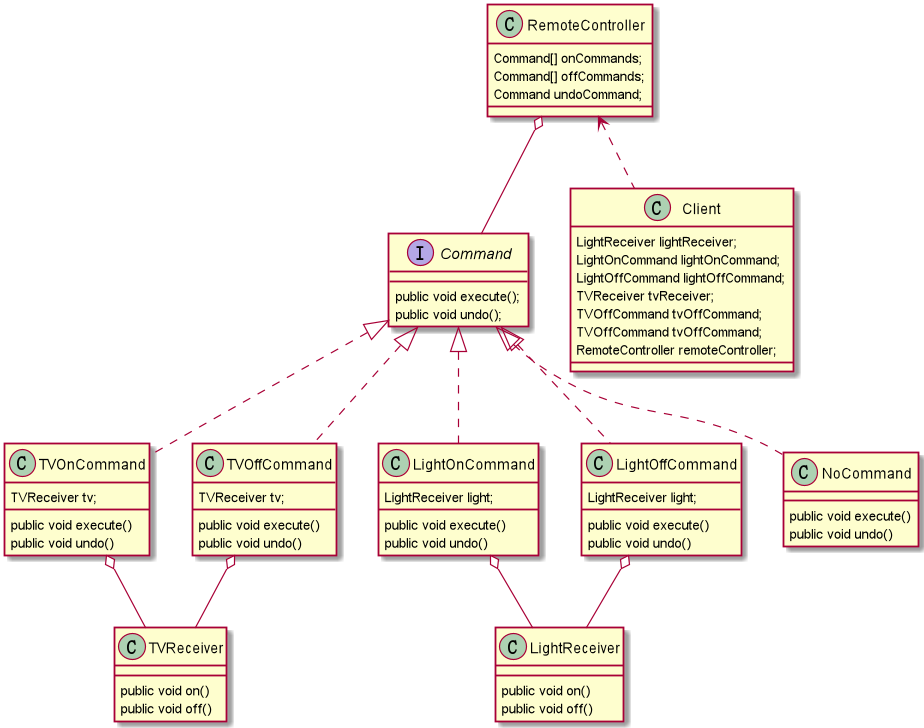 C RemoteController
Command[] onCommands;
Command[] offCommands;
Command undoCommand;
C Client
LightReceiver lightReceiver;
LightOnCommand lightOnCommand;
LightOffCommand lightOffCommand;
TVReceiver tvReceiver;
TVOffCommand tvOffCommand;
TVOffCommand tvOffCommand;
RemoteController remoteController;
I Command
public void execute();
public void undo();
C TVOnCommand
TVReceiver tv;
public void execute()
public void undo()
C TVOffCommand
TVReceiver tv;
public void execute()
public void undo()
C LightOnCommand
LightReceiver light;
public void execute()
public void undo()
C LightOffCommand
LightReceiver light;
public void execute()
public void undo()
C NoCommand
public void execute()
public void undo()
C TVReceiver
public void on()
public void off()
C LightReceiver
public void on()
public void off()